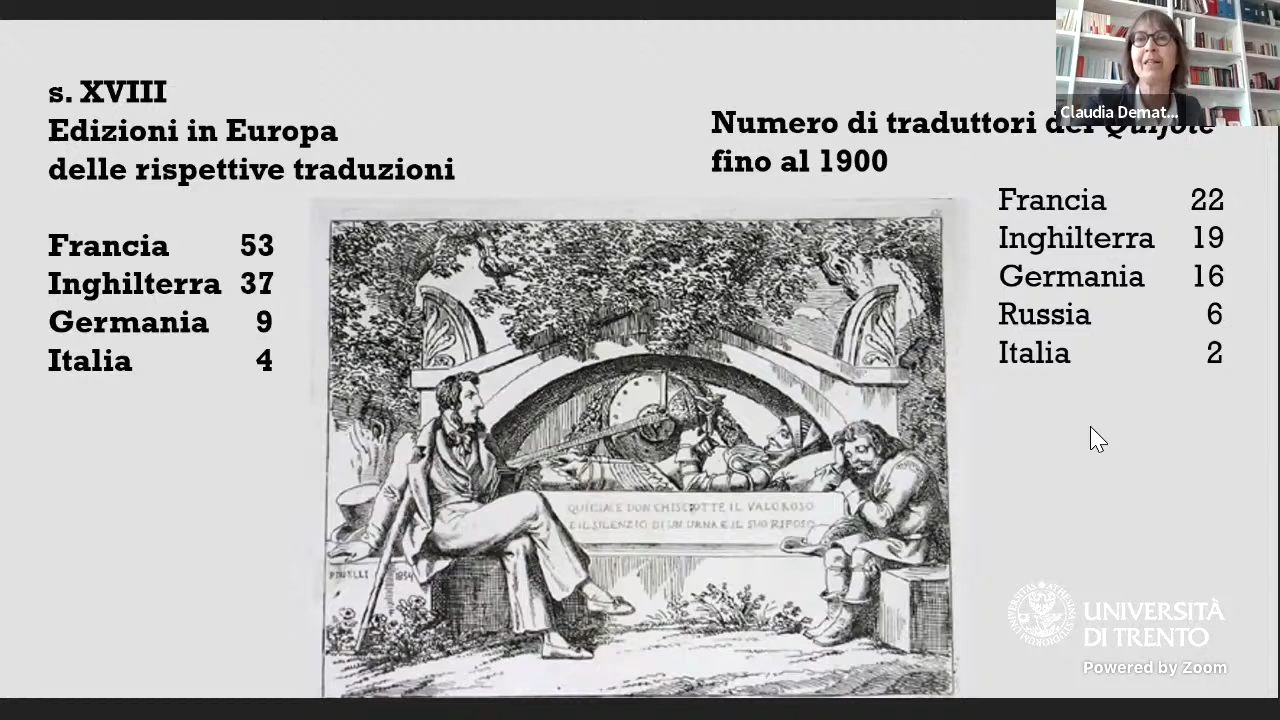 s. XVIII
Edizioni in Europa
delle rispettive traduzioni
Francia 53
Inghilterra 37
Germania 9
Italia 4
Numero di traduttori del Quijote
fino al 1900
Francia 22
Inghilterra 19
Germania 16
Russia 6
Italia 2
Claudia Demat...
QUI GIACE DON CHISCIOTTE IL VALOROSO
E IL SILENZIO DI UN URNA E IL SUO RIPOSO
PINELLI 1834
UNIVERSITÀ
DI TRENTO
Powered by Zoom